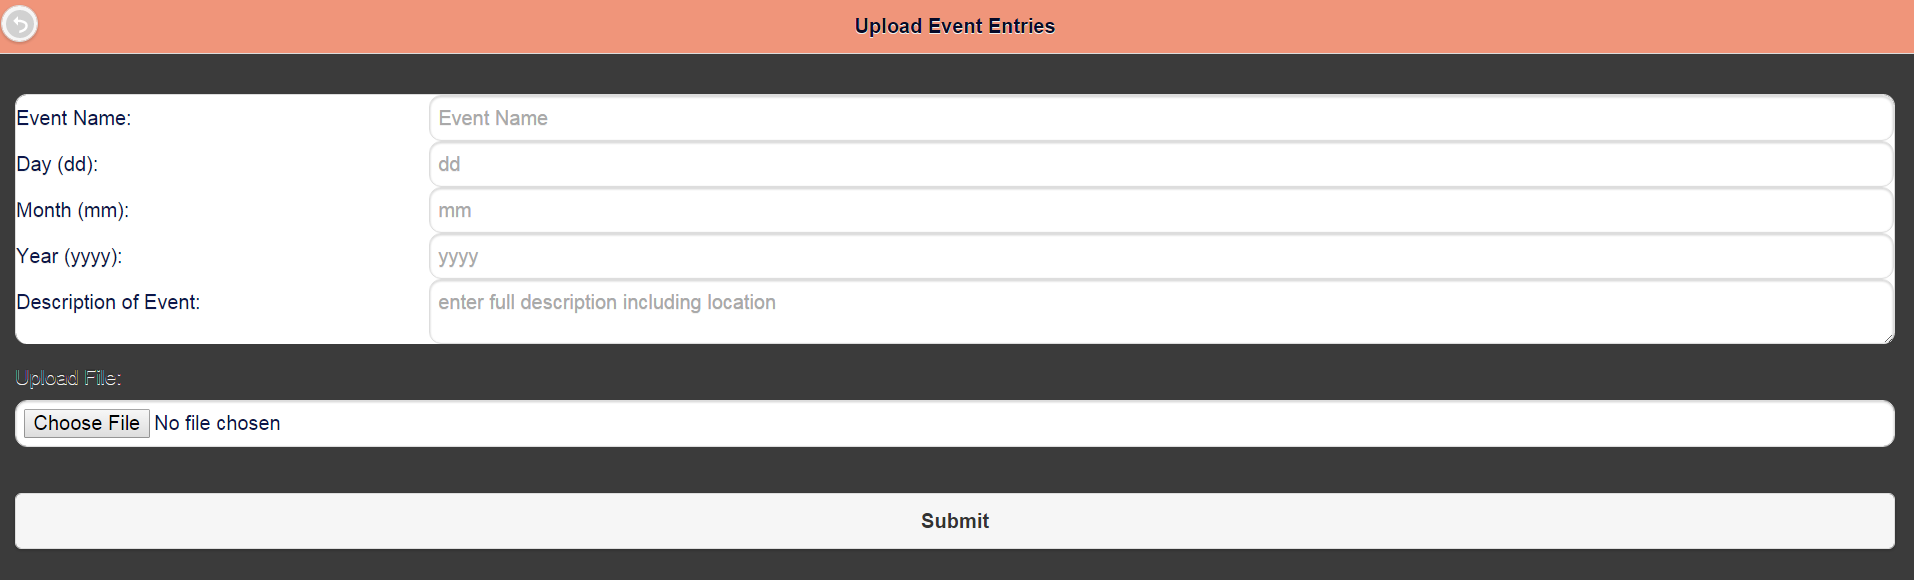 Upload Event Entries
Event Name: Event Name
Day (dd): dd
Month (mm): mm
Year (yyyy): yyyy
Description of Event: enter full description including location
Upload File:
Choose File No file chosen
Submit